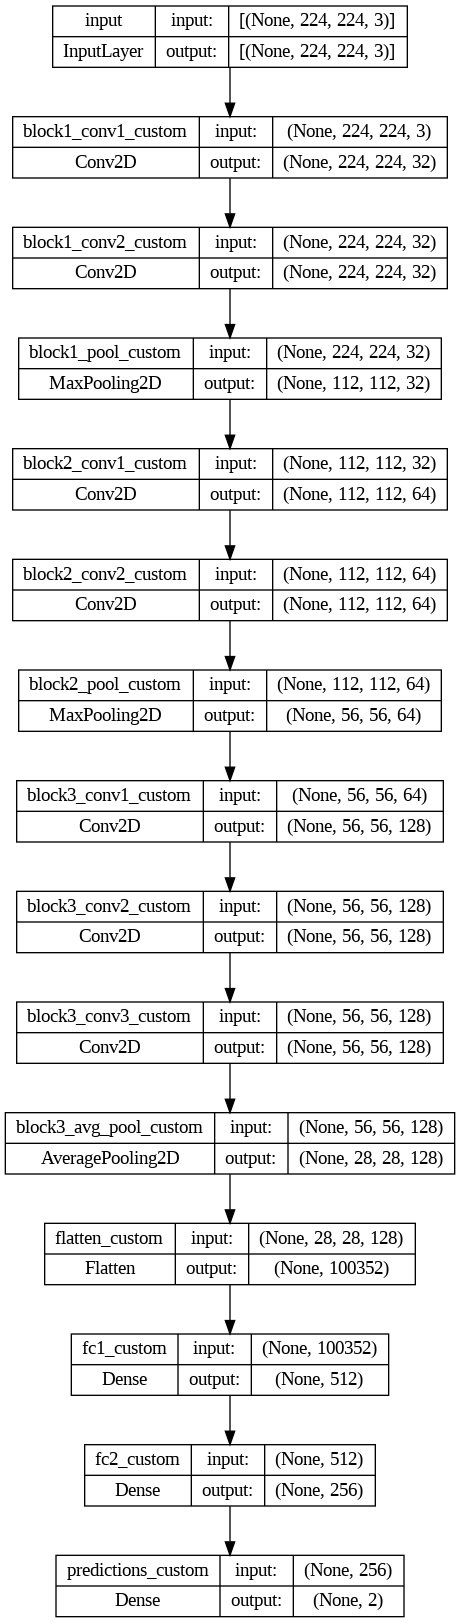 input input: [(None, 224, 224, 3)]
InputLayer output: [(None, 224, 224, 3)]
block1_conv1_custom input: (None, 224, 224, 3)
Conv2D output: (None, 224, 224, 32)
block1_conv2_custom input: (None, 224, 224, 32)
Conv2D output: (None, 224, 224, 32)
block1_pool_custom input: (None, 224, 224, 32)
MaxPooling2D output: (None, 112, 112, 32)
block2_conv1_custom input: (None, 112, 112, 32)
Conv2D output: (None, 112, 112, 64)
block2_conv2_custom input: (None, 112, 112, 64)
Conv2D output: (None, 112, 112, 64)
block2_pool_custom input: (None, 112, 112, 64)
MaxPooling2D output: (None, 56, 56, 64)
block3_conv1_custom input: (None, 56, 56, 64)
Conv2D output: (None, 56, 56, 128)
block3_conv2_custom input: (None, 56, 56, 128)
Conv2D output: (None, 56, 56, 128)
block3_conv3_custom input: (None, 56, 56, 128)
Conv2D output: (None, 56, 56, 128)
block3_avg_pool_custom input: (None, 56, 56, 128)
AveragePooling2D output: (None, 28, 28, 128)
flatten_custom input: (None, 28, 28, 128)
Flatten output: (None, 100352)
fc1_custom input: (None, 100352)
Dense output: (None, 512)
fc2_custom input: (None, 512)
Dense output: (None, 256)
predictions_custom input: (None, 256)
Dense output: (None, 2)